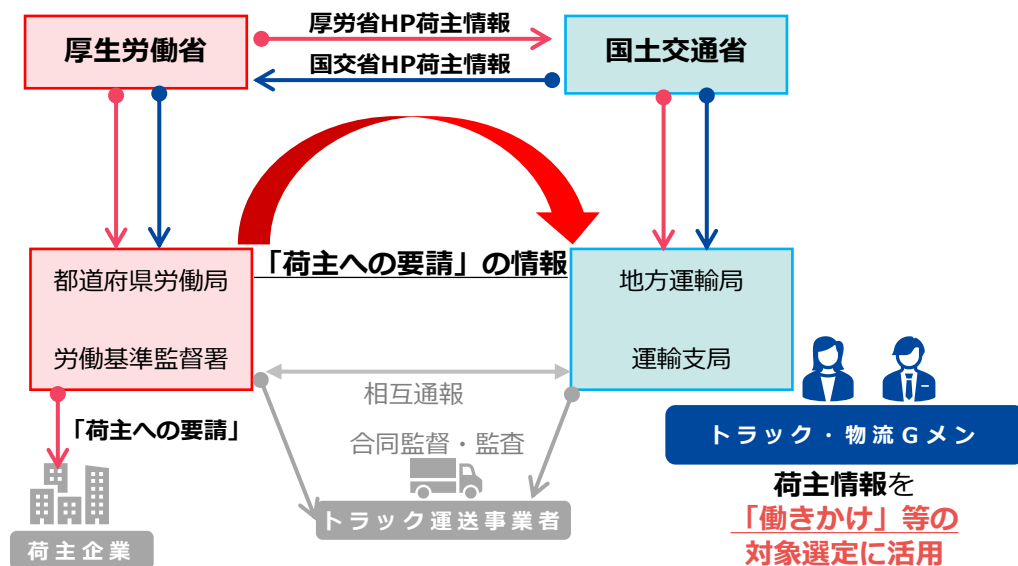 厚労省HP荷主情報
厚生労働省
国土交通省
国交省HP荷主情報
「荷主への要請」の情報
都道府県労働局
労働基準監督署
地方運輸局
運輸支局
相互通報
「荷主への要請」
合同監督・監査
トラック・物流Gメン
荷主情報を
「働きかけ」等の
対象選定に活用
トラック運送事業者
荷主企業